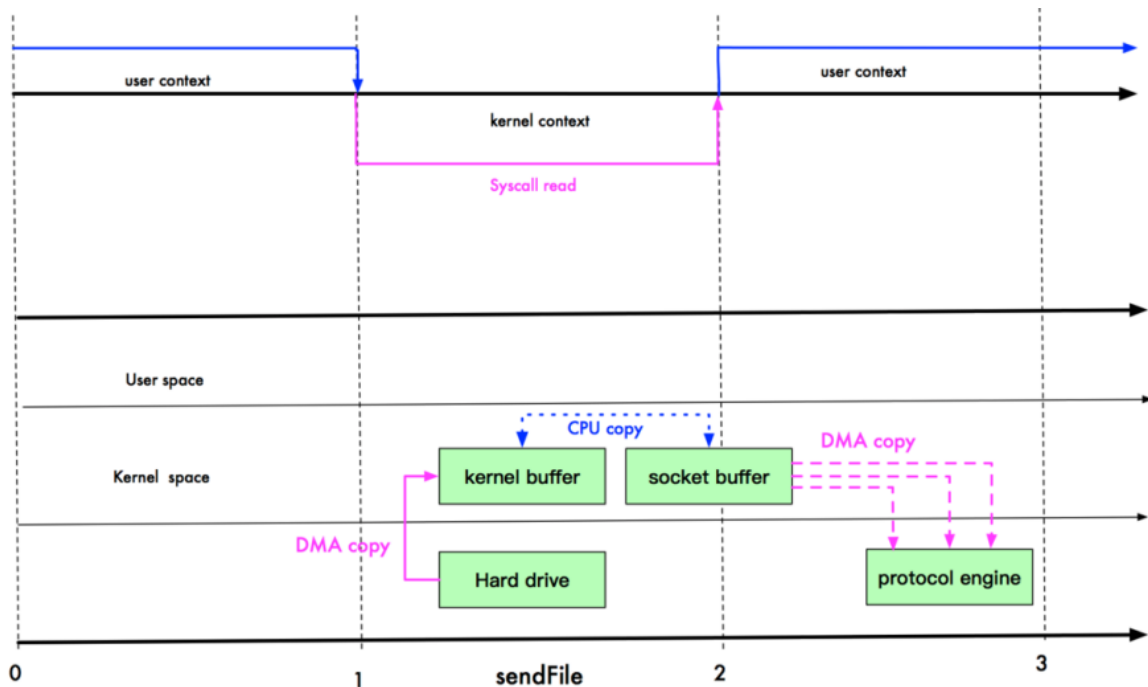 user context
user context
kernel context
Syscall read
User space
CPU copy
DMA copy
Kernel space
kernel buffer
socket buffer
DMA copy
Hard drive
protocol engine
0
1
sendFile
2
3